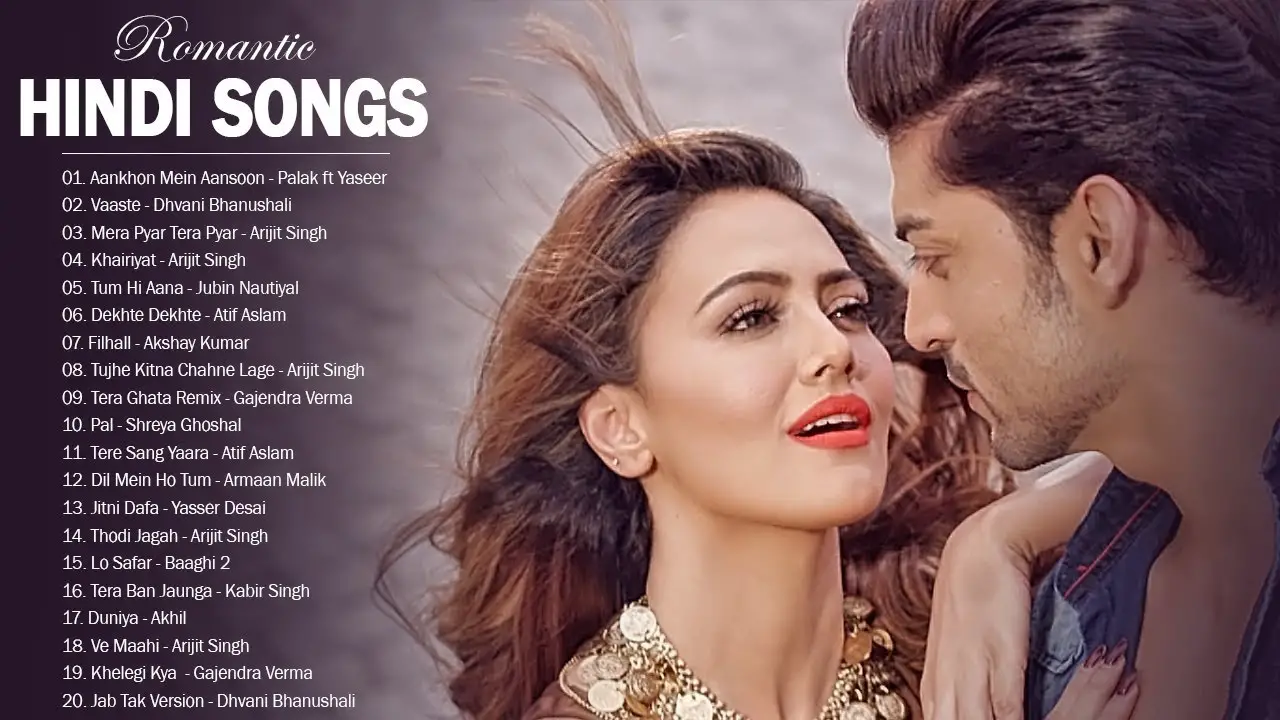 Romantic
HINDI SONGS
01. Aankhon Mein Aansoon - Palak ft Yaseer
02. Vaaste - Dhvani Bhanushali
03. Mera Pyar Tera Pyar - Arijit Singh
04. Khairiyat - Arijit Singh
05. Tum Hi Aana - Jubin Nautiyal
06. Dekhte Dekhte - Atif Aslam
07. Filhall - Akshay Kumar
08. Tujhe Kitna Chahne Lage - Arijit Singh
09. Tera Ghata Remix - Gajendra Verma
10. Pal - Shreya Ghoshal
11. Tere Sang Yaara - Atif Aslam
12. Dil Mein Ho Tum - Armaan Malik
13. Jitni Dafa - Yasser Desai
14. Thodi Jagah - Arijit Singh
15. Lo Safar - Baaghi 2
16. Tera Ban Jaunga - Kabir Singh
17. Duniya - Akhil
18. Ve Maahi - Arijit Singh
19. Khelegi Kya  - Gajendra Verma
20. Jab Tak Version - Dhvani Bhanushali